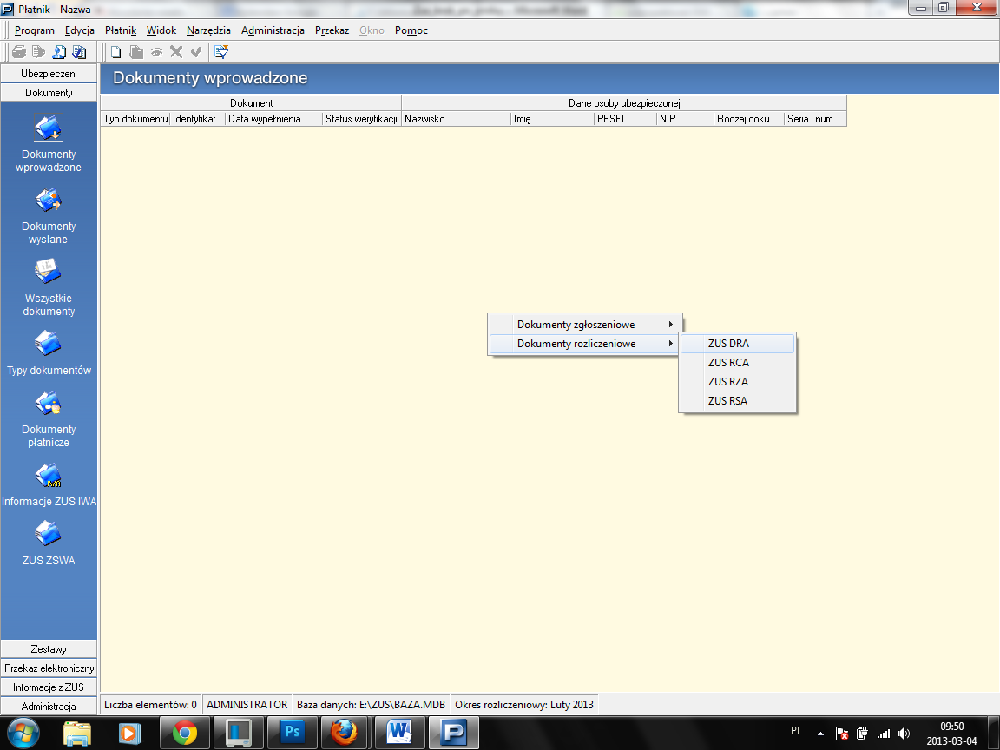 Płatnik - Nazwa
Program Edycja Płatnik Widok Narzędzia Administracja Przekaz Okno Pomoc
Ubezpieczeni
Dokumenty
Dokumenty wprowadzone
Dokument Dane osoby ubezpieczonej
Typ dokumentu Identyfikat... Data wypełnienia Status weryfikacji Nazwisko Imię PESEL NIP Rodzaj doku... Seria i num...
Dokumenty
wprowadzone
Dokumenty
wysłane
Wszystkie
dokumenty
Typy dokumentów
Dokumenty
płatnicze
IWA
Informacje ZUS IWA
ZUS ZSWA
Dokumenty zgłoszeniowe
Dokumenty rozliczeniowe
ZUS DRA
ZUS RCA
ZUS RZA
ZUS RSA
Zestawy
Przekaz elektroniczny
Informacje z ZUS
Administracja
Liczba elementów: 0 ADMINISTRATOR Baza danych: E:\ZUS\BAZA.MDB Okres rozliczeniowy: Luty 2013
Ps
W
P
PL
09:50
2013-03-04